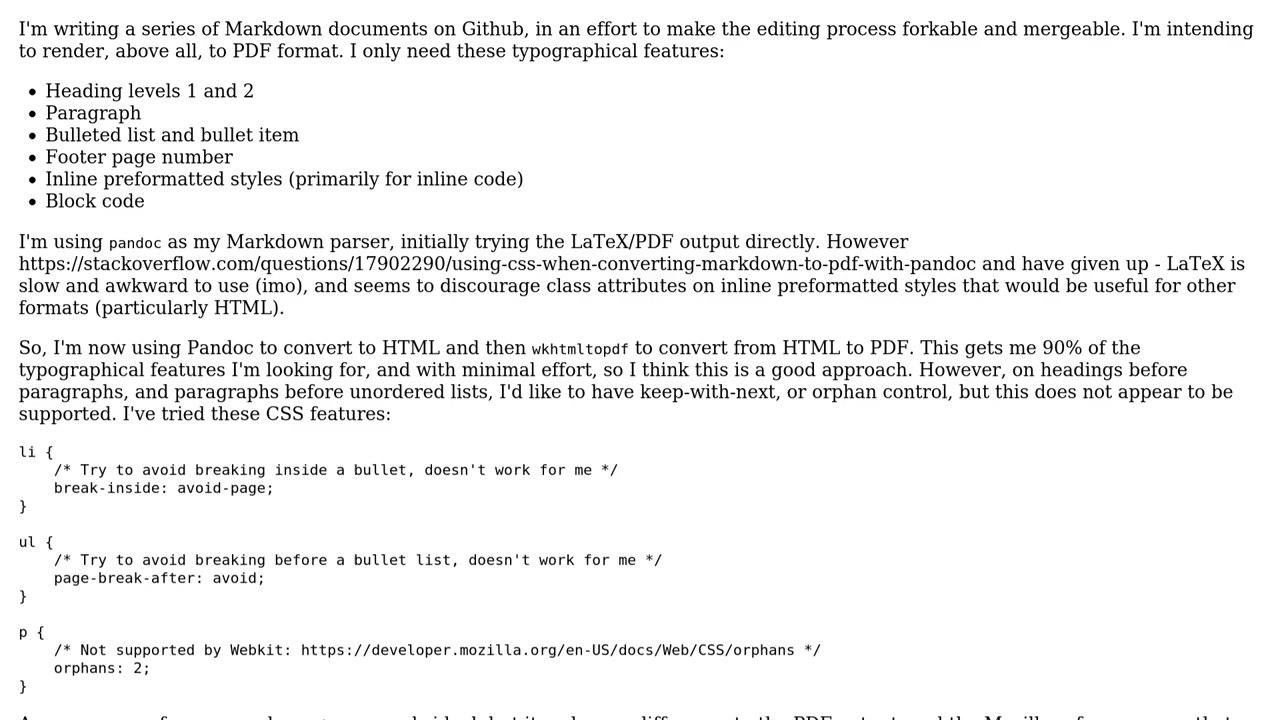 I'm writing a series of Markdown documents on Github, in an effort to make the editing process forkable and mergeable. I'm intending
to render, above all, to PDF format. I only need these typographical features:
• Heading levels 1 and 2
• Paragraph
• Bulleted list and bullet item
• Footer page number
• Inline preformatted styles (primarily for inline code)
• Block code
I'm using pandoc as my Markdown parser, initially trying the LaTeX/PDF output directly. However
https://stackoverflow.com/questions/17902290/using-css-when-converting-markdown-to-pdf-with-pandoc and have given up - LaTeX is
slow and awkward to use (imo), and seems to discourage class attributes on inline preformatted styles that would be useful for other
formats (particularly HTML).
So, I'm now using Pandoc to convert to HTML and then wkhtmltopdf to convert from HTML to PDF. This gets me 90% of the
typographical features I'm looking for, and with minimal effort, so I think this is a good approach. However, on headings before
paragraphs, and paragraphs before unordered lists, I'd like to have keep-with-next, or orphan control, but this does not appear to be
supported. I've tried these CSS features:
li {
    /* Try to avoid breaking inside a bullet, doesn't work for me */
    break-inside: avoid-page;
}
ul {
    /* Try to avoid breaking before a bullet list, doesn't work for me */
    page-break-after: avoid;
}
p {
    /* Not supported by Webkit: https://developer.mozilla.org/en-US/docs/Web/CSS/orphans */
    orphans: 2;
}